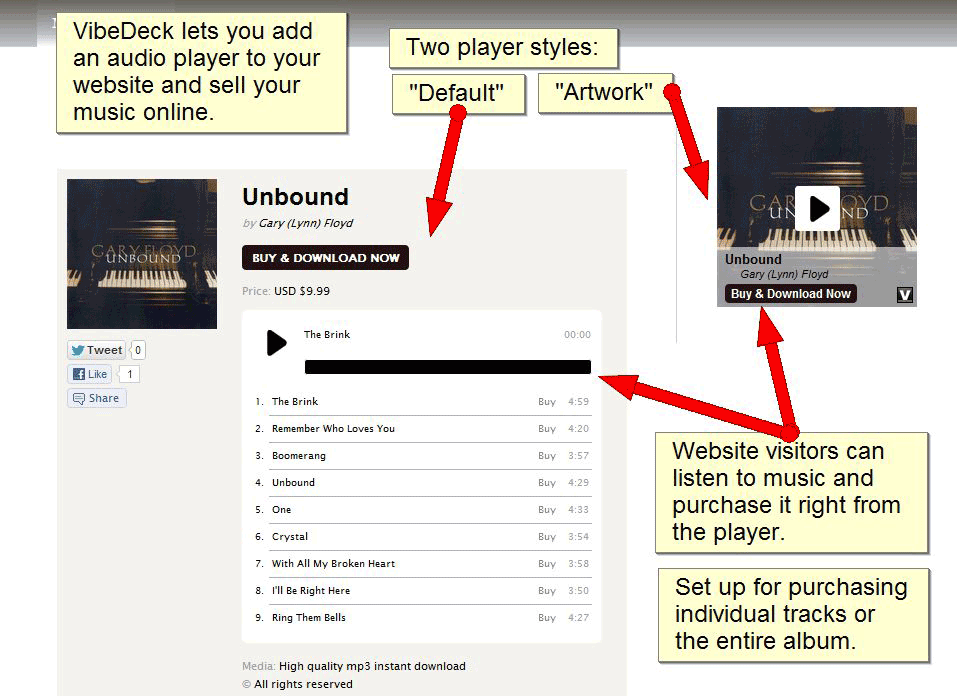 VibeDeck lets you add
an audio player to your
website and sell your
music online.
Two player styles:
"Default"
"Artwork"
GARY FLOYD
UNBOUND
Tweet 0
Like 1
Share
Unbound
by Gary (Lynn) Floyd
BUY & DOWNLOAD NOW
Price: USD $9.99
The Brink 00:00
1. The Brink Buy 4:59
2. Remember Who Loves You Buy 4:20
3. Boomerang Buy 3:57
4. Unbound Buy 4:29
5. One Buy 4:33
6. Crystal Buy 3:54
7. With All My Broken Heart Buy 3:58
8. I'll Be Right Here Buy 3:50
9. Ring Them Bells Buy 4:27
Media: High quality mp3 instant download
© All rights reserved
Unbound
Gary (Lynn) Floyd
Buy & Download Now V
Website visitors can
listen to music and
purchase it right from
the player.
Set up for purchasing
individual tracks or
the entire album.